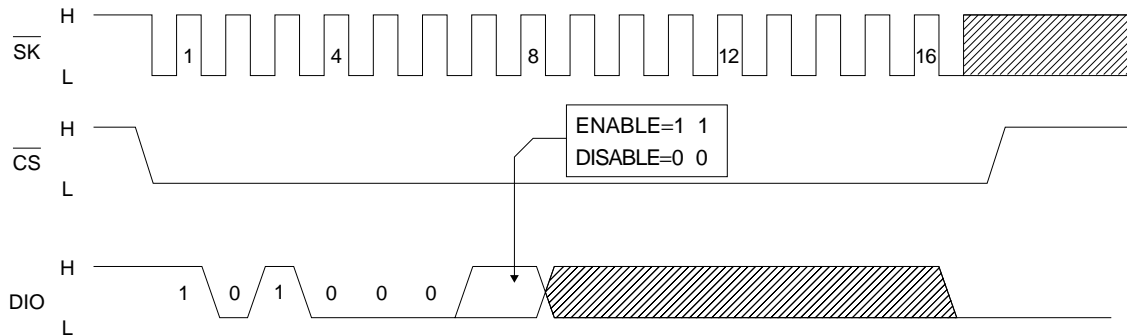 H
SK
L
1 4 8 12 16
H
CS
L
ENABLE=1 1
DISABLE=0 0
H
DIO
L
1 0 1 0 0 0